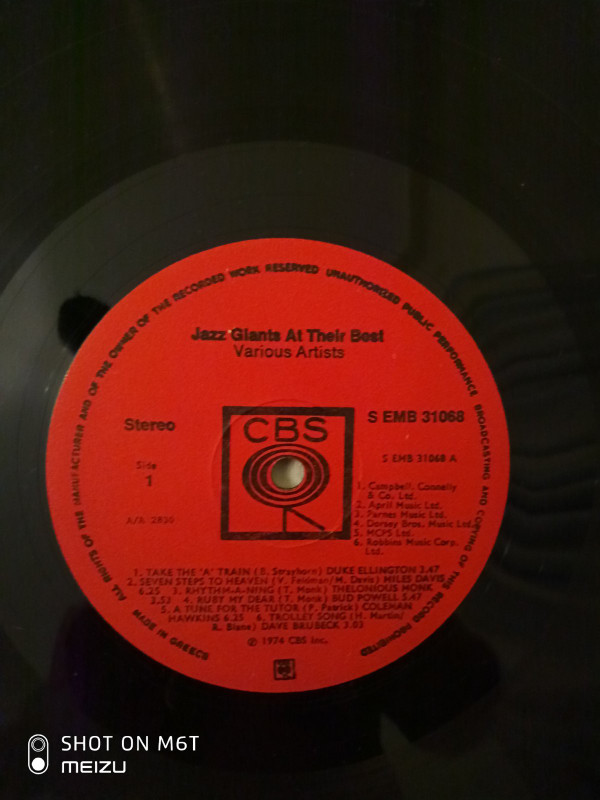 ALL RIGHTS OF THE MANUFACTURER AND OF THE OWNER OF THE RECORDED WORK RESERVED UNAUTHORIZED PUBLIC PERFORMANCE BROADCASTING AND COPYING OF THIS RECORD PROHIBITED
Jazz Giants At Their Best
Various Artists
Stereo
CBS
S EMB 31068
Side
1
S EMB 31068 A
1. Campbell, Connelly
& Co. Ltd.
2. April Music Ltd.
3. Fames Music Ltd.
4. Dorsey Bros. Music Ltd.
5. MCPS Ltd.
6. Robbins Music Corp.
Ltd.
A/A. 2830
1. TAKE THE 'A' TRAIN (B. Strayhorn) DUKE ELLINGTON 3.47
2. SEVEN STEPS TO HEAVEN (V. Feldman/M. Davis) MILES DAVIS
6.25 3. RHYTHM-A-NING (T. Monk) THELONIOUS MONK
3.52 4. RUBY MY DEAR (T. Monk) BUD POWELL 5.47
5. A TUNE FOR THE TUTOR (P. Patrick) COLEMAN
HAWKINS 6.25 6. TROLLEY SONG (H. Martin/
R. Blane) DAVE BRUBECK 3.03
℗ 1974 CBS Inc.
MADE IN GREECE
SHOT ON M6T
MEIZU